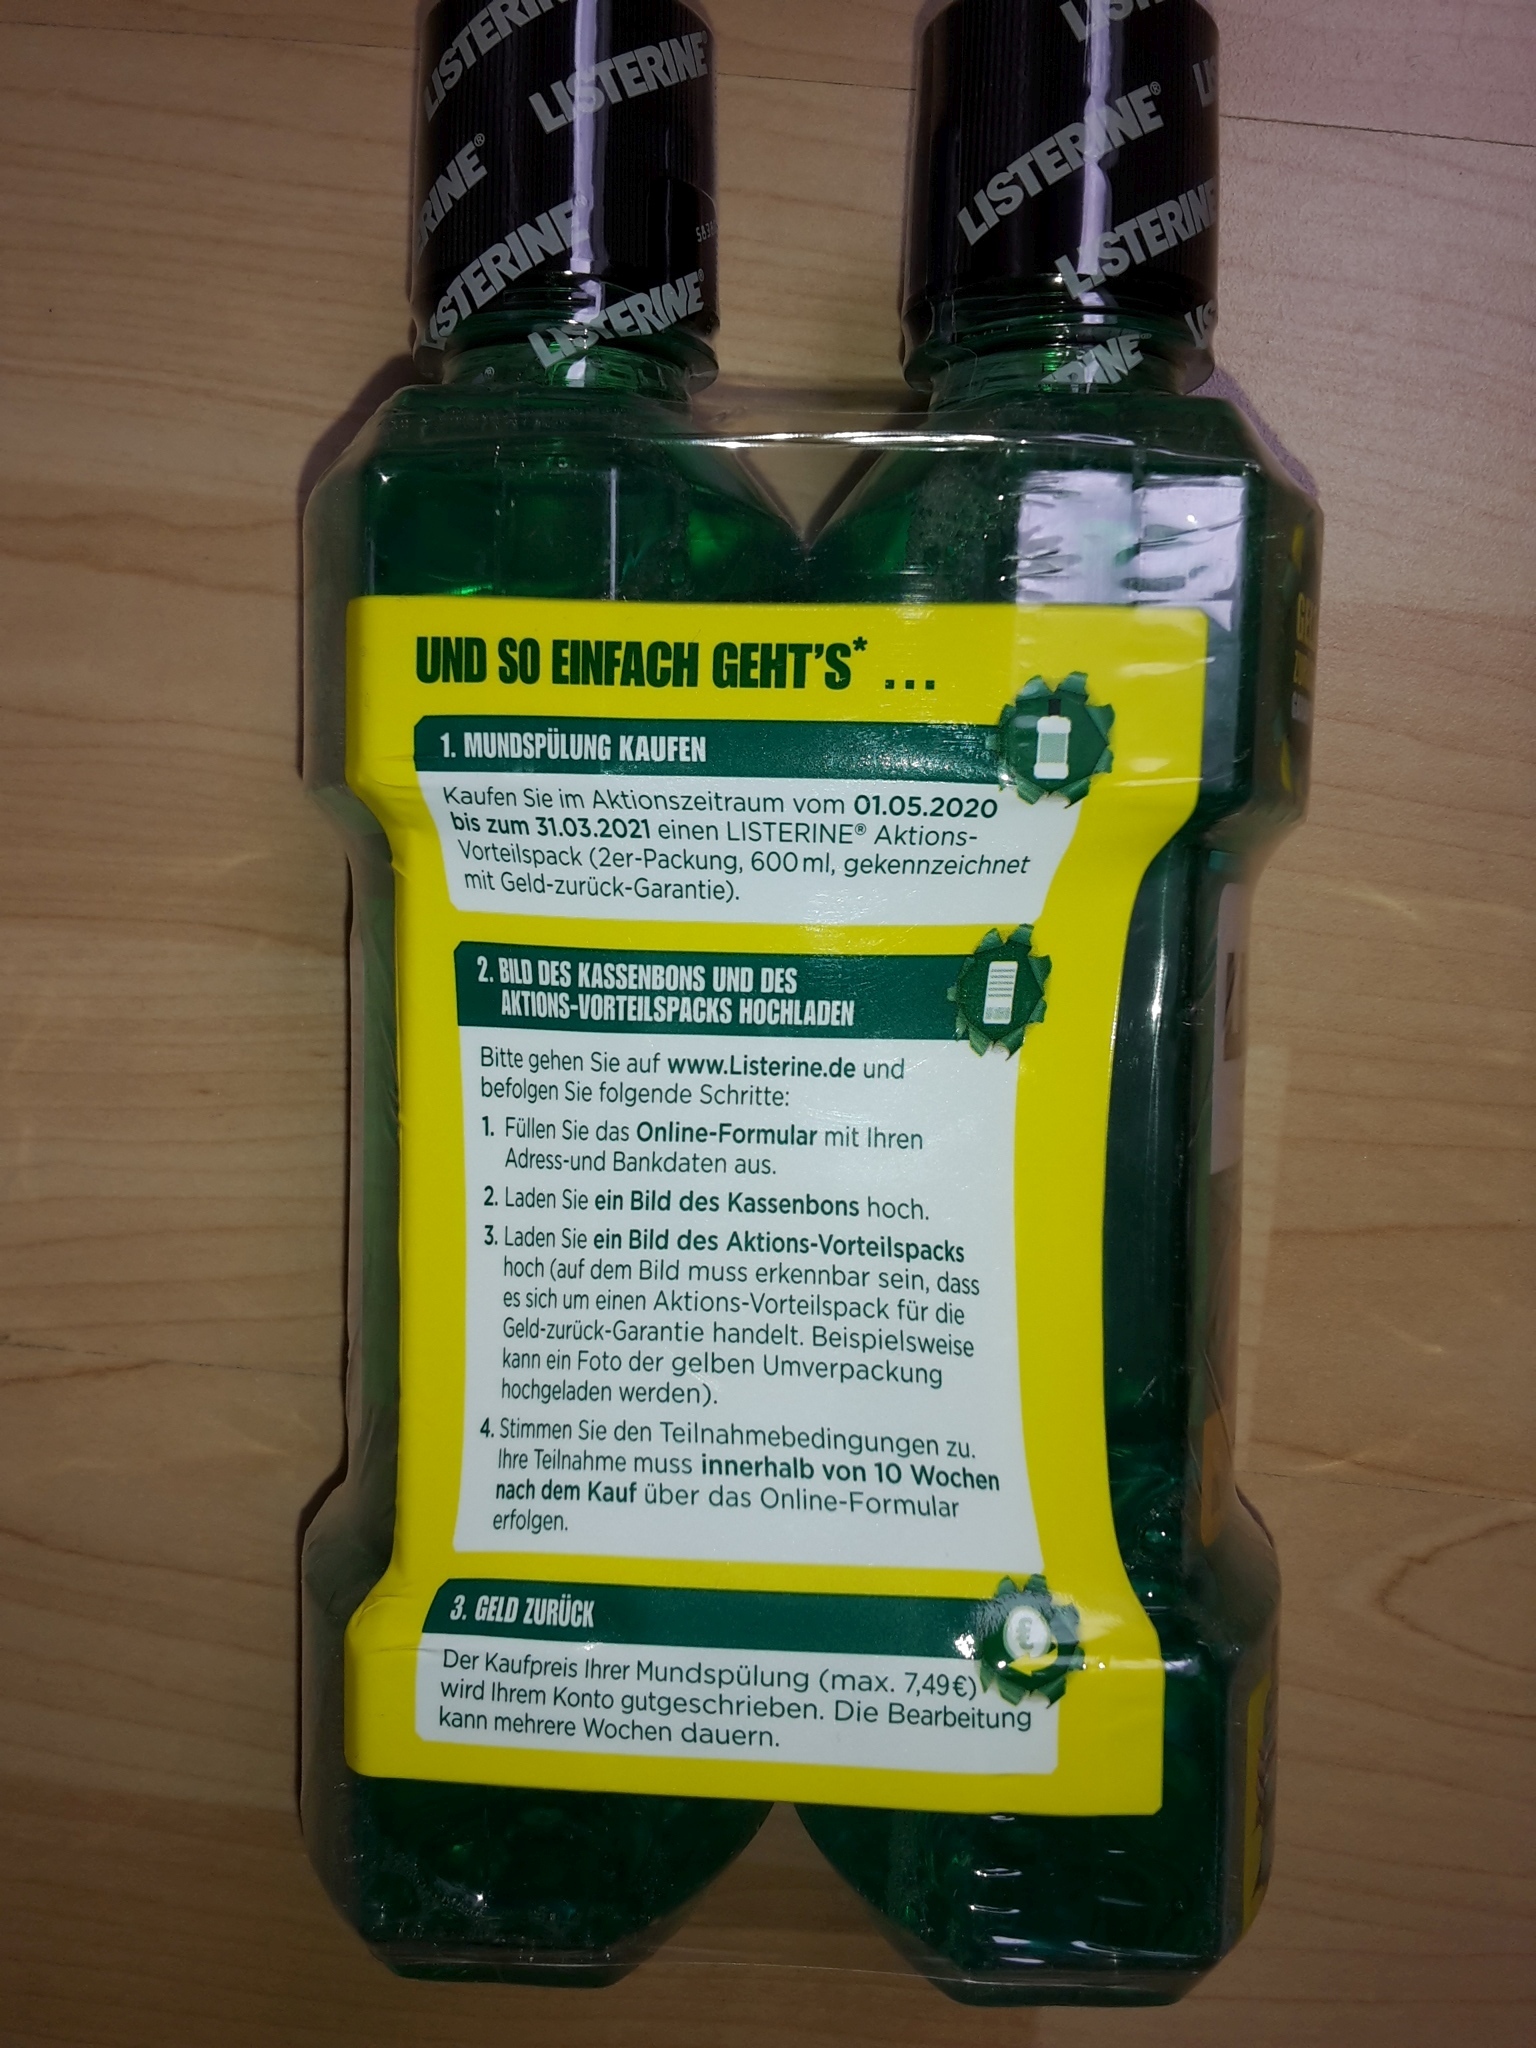 LISTERINE
LISTERINE®
LISTERINE®
LISTERINE®
LISTERINE
LISTERINE®
UND SO EINFACH GEHT'S* ...
1. MUNDSPÜLUNG KAUFEN
Kaufen Sie im Aktionszeitraum vom 01.05.2020
bis zum 31.03.2021 einen LISTERINE® Aktions-
Vorteilspack (2er-Packung, 600 ml, gekennzeichnet
mit Geld-zurück-Garantie).
2. BILD DES KASSENBONS UND DES
AKTIONS-VORTEILSPACKS HOCHLADEN
Bitte gehen Sie auf www.Listerine.de und
befolgen Sie folgende Schritte:
1. Füllen Sie das Online-Formular mit Ihren
Adress-und Bankdaten aus.
2. Laden Sie ein Bild des Kassenbons hoch.
3. Laden Sie ein Bild des Aktions-Vorteilspacks
hoch (auf dem Bild muss erkennbar sein, dass
es sich um einen Aktions-Vorteilspack für die
Geld-zurück-Garantie handelt. Beispielsweise
kann ein Foto der gelben Umverpackung
hochgeladen werden).
4. Stimmen Sie den Teilnahmebedingungen zu.
Ihre Teilnahme muss innerhalb von 10 Wochen
nach dem Kauf über das Online-Formular
erfolgen.
3. GELD ZURÜCK
€
Der Kaufpreis Ihrer Mundspülung (max. 7,49€)
wird Ihrem Konto gutgeschrieben. Die Bearbeitung
kann mehrere Wochen dauern.